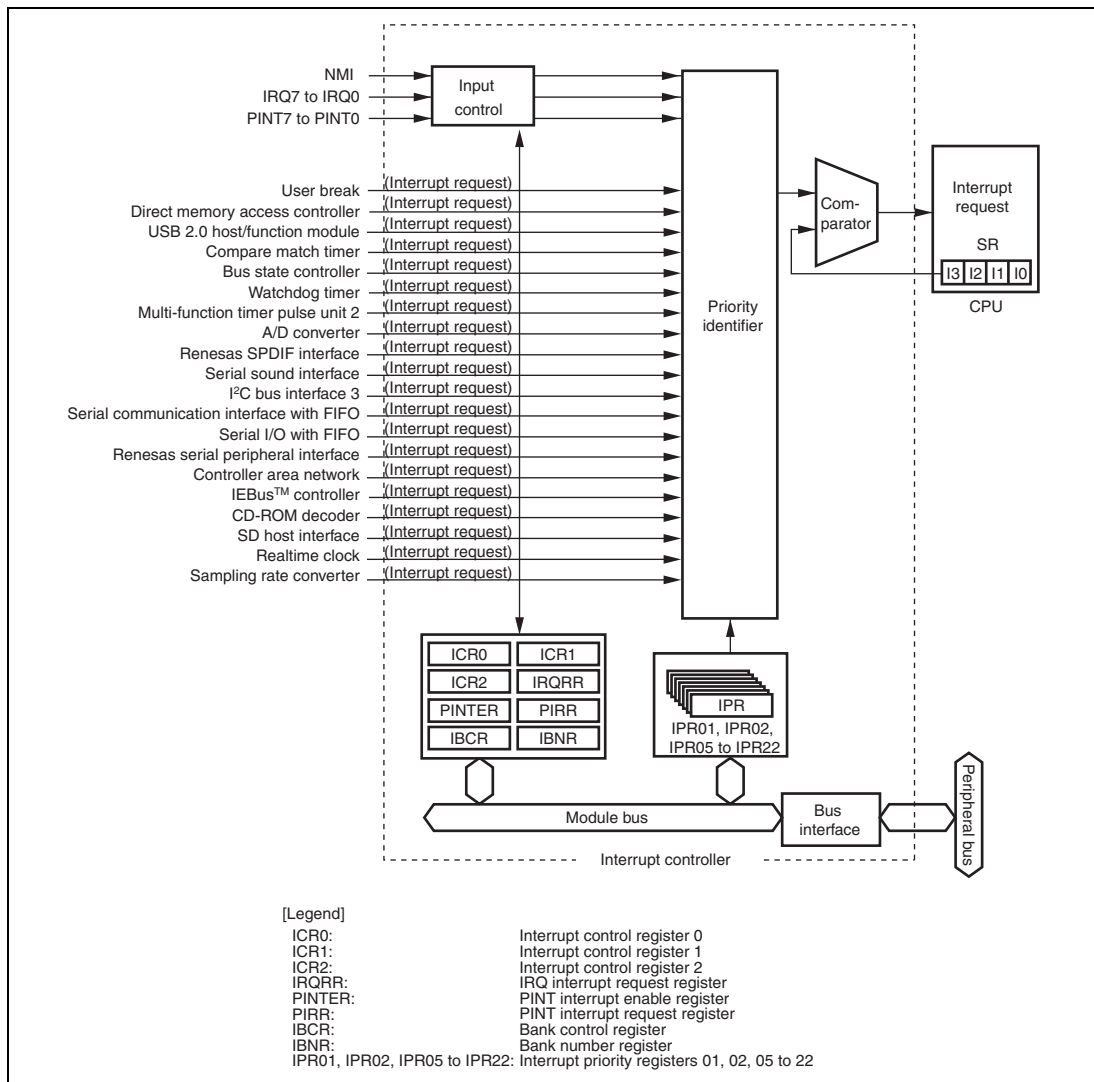 NMI
IRQ7 to IRQ0
PINT7 to PINT0
Input
control
User break (Interrupt request)
Direct memory access controller (Interrupt request)
USB 2.0 host/function module (Interrupt request)
Compare match timer (Interrupt request)
Bus state controller (Interrupt request)
Watchdog timer (Interrupt request)
Multi-function timer pulse unit 2 (Interrupt request)
A/D converter (Interrupt request)
Renesas SPDIF interface (Interrupt request)
Serial sound interface (Interrupt request)
I²C bus interface 3 (Interrupt request)
Serial communication interface with FIFO (Interrupt request)
Serial I/O with FIFO (Interrupt request)
Renesas serial peripheral interface (Interrupt request)
Controller area network (Interrupt request)
IEBus™ controller (Interrupt request)
CD-ROM decoder (Interrupt request)
SD host interface (Interrupt request)
Realtime clock (Interrupt request)
Sampling rate converter (Interrupt request)
Priority
identifier
Com-
parator
Interrupt
request
SR
I3 I2 I1 I0
CPU
ICR0 ICR1
ICR2 IRQRR
PINTER PIRR
IBCR IBNR
IPR
IPR01, IPR02,
IPR05 to IPR22
Module bus
Bus
interface
Peripheral bus
Interrupt controller
[Legend]
ICR0: Interrupt control register 0
ICR1: Interrupt control register 1
ICR2: Interrupt control register 2
IRQRR: IRQ interrupt request register
PINTER: PINT interrupt enable register
PIRR: PINT interrupt request register
IBCR: Bank control register
IBNR: Bank number register
IPR01, IPR02, IPR05 to IPR22: Interrupt priority registers 01, 02, 05 to 22